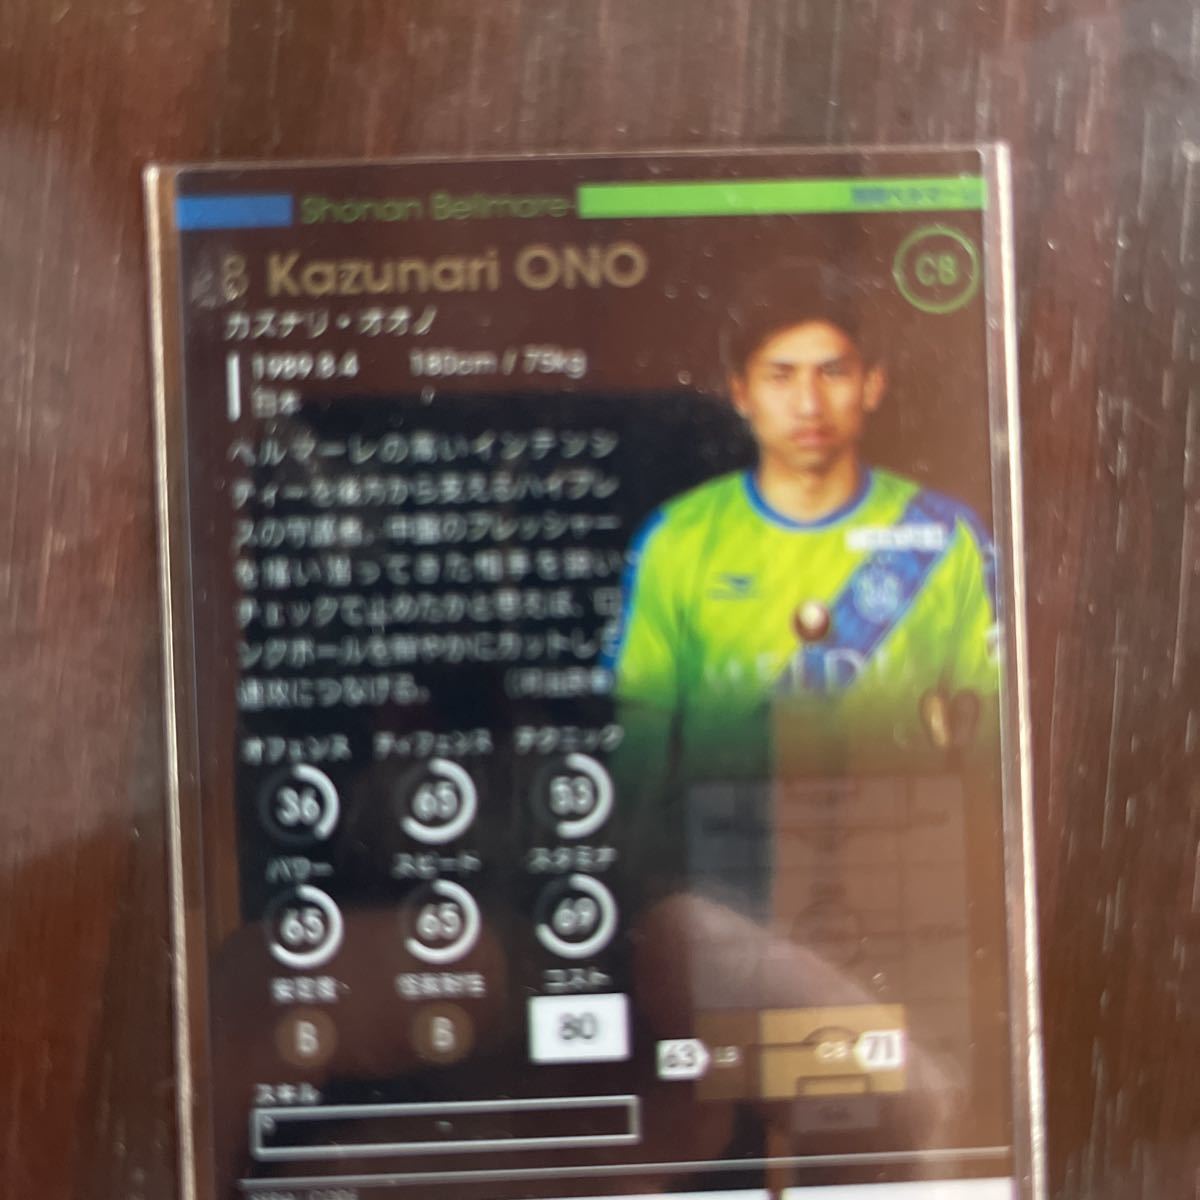 Shonan Bellmare
湘南ベルマーレ
8 Kazunari ONO
CB
カズナリ・オオノ
1989.8.4 180cm / 75kg
日本
ベルマーレの高いインテンシ
ティーを後方から支えるハイプレ
スの守護者。中盤のプレッシャー
を掻い潜ってきた相手を鋭い
チェックで止めたかと思えば、ロ
ングボールを鮮やかにカットして
速攻につなげる。
オフェンス ディフェンス テクニック
36 65 53
パワー スピード スタミナ
65 65 69
安定度 コスト
B B 80
63 LB CB 71
スキル